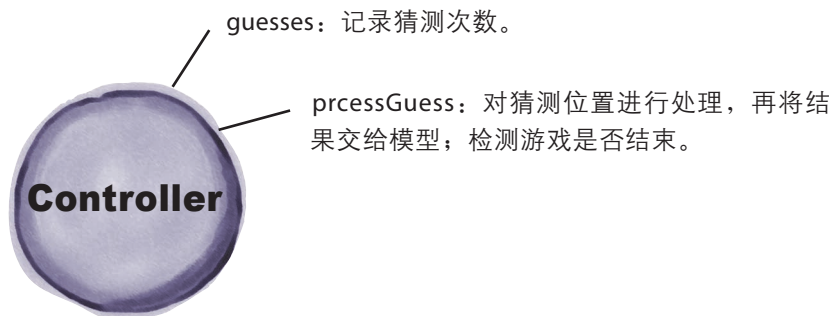 guesses：记录猜测次数。
prcessGuess：对猜测位置进行处理，再将结
果交给模型；检测游戏是否结束。
Controller